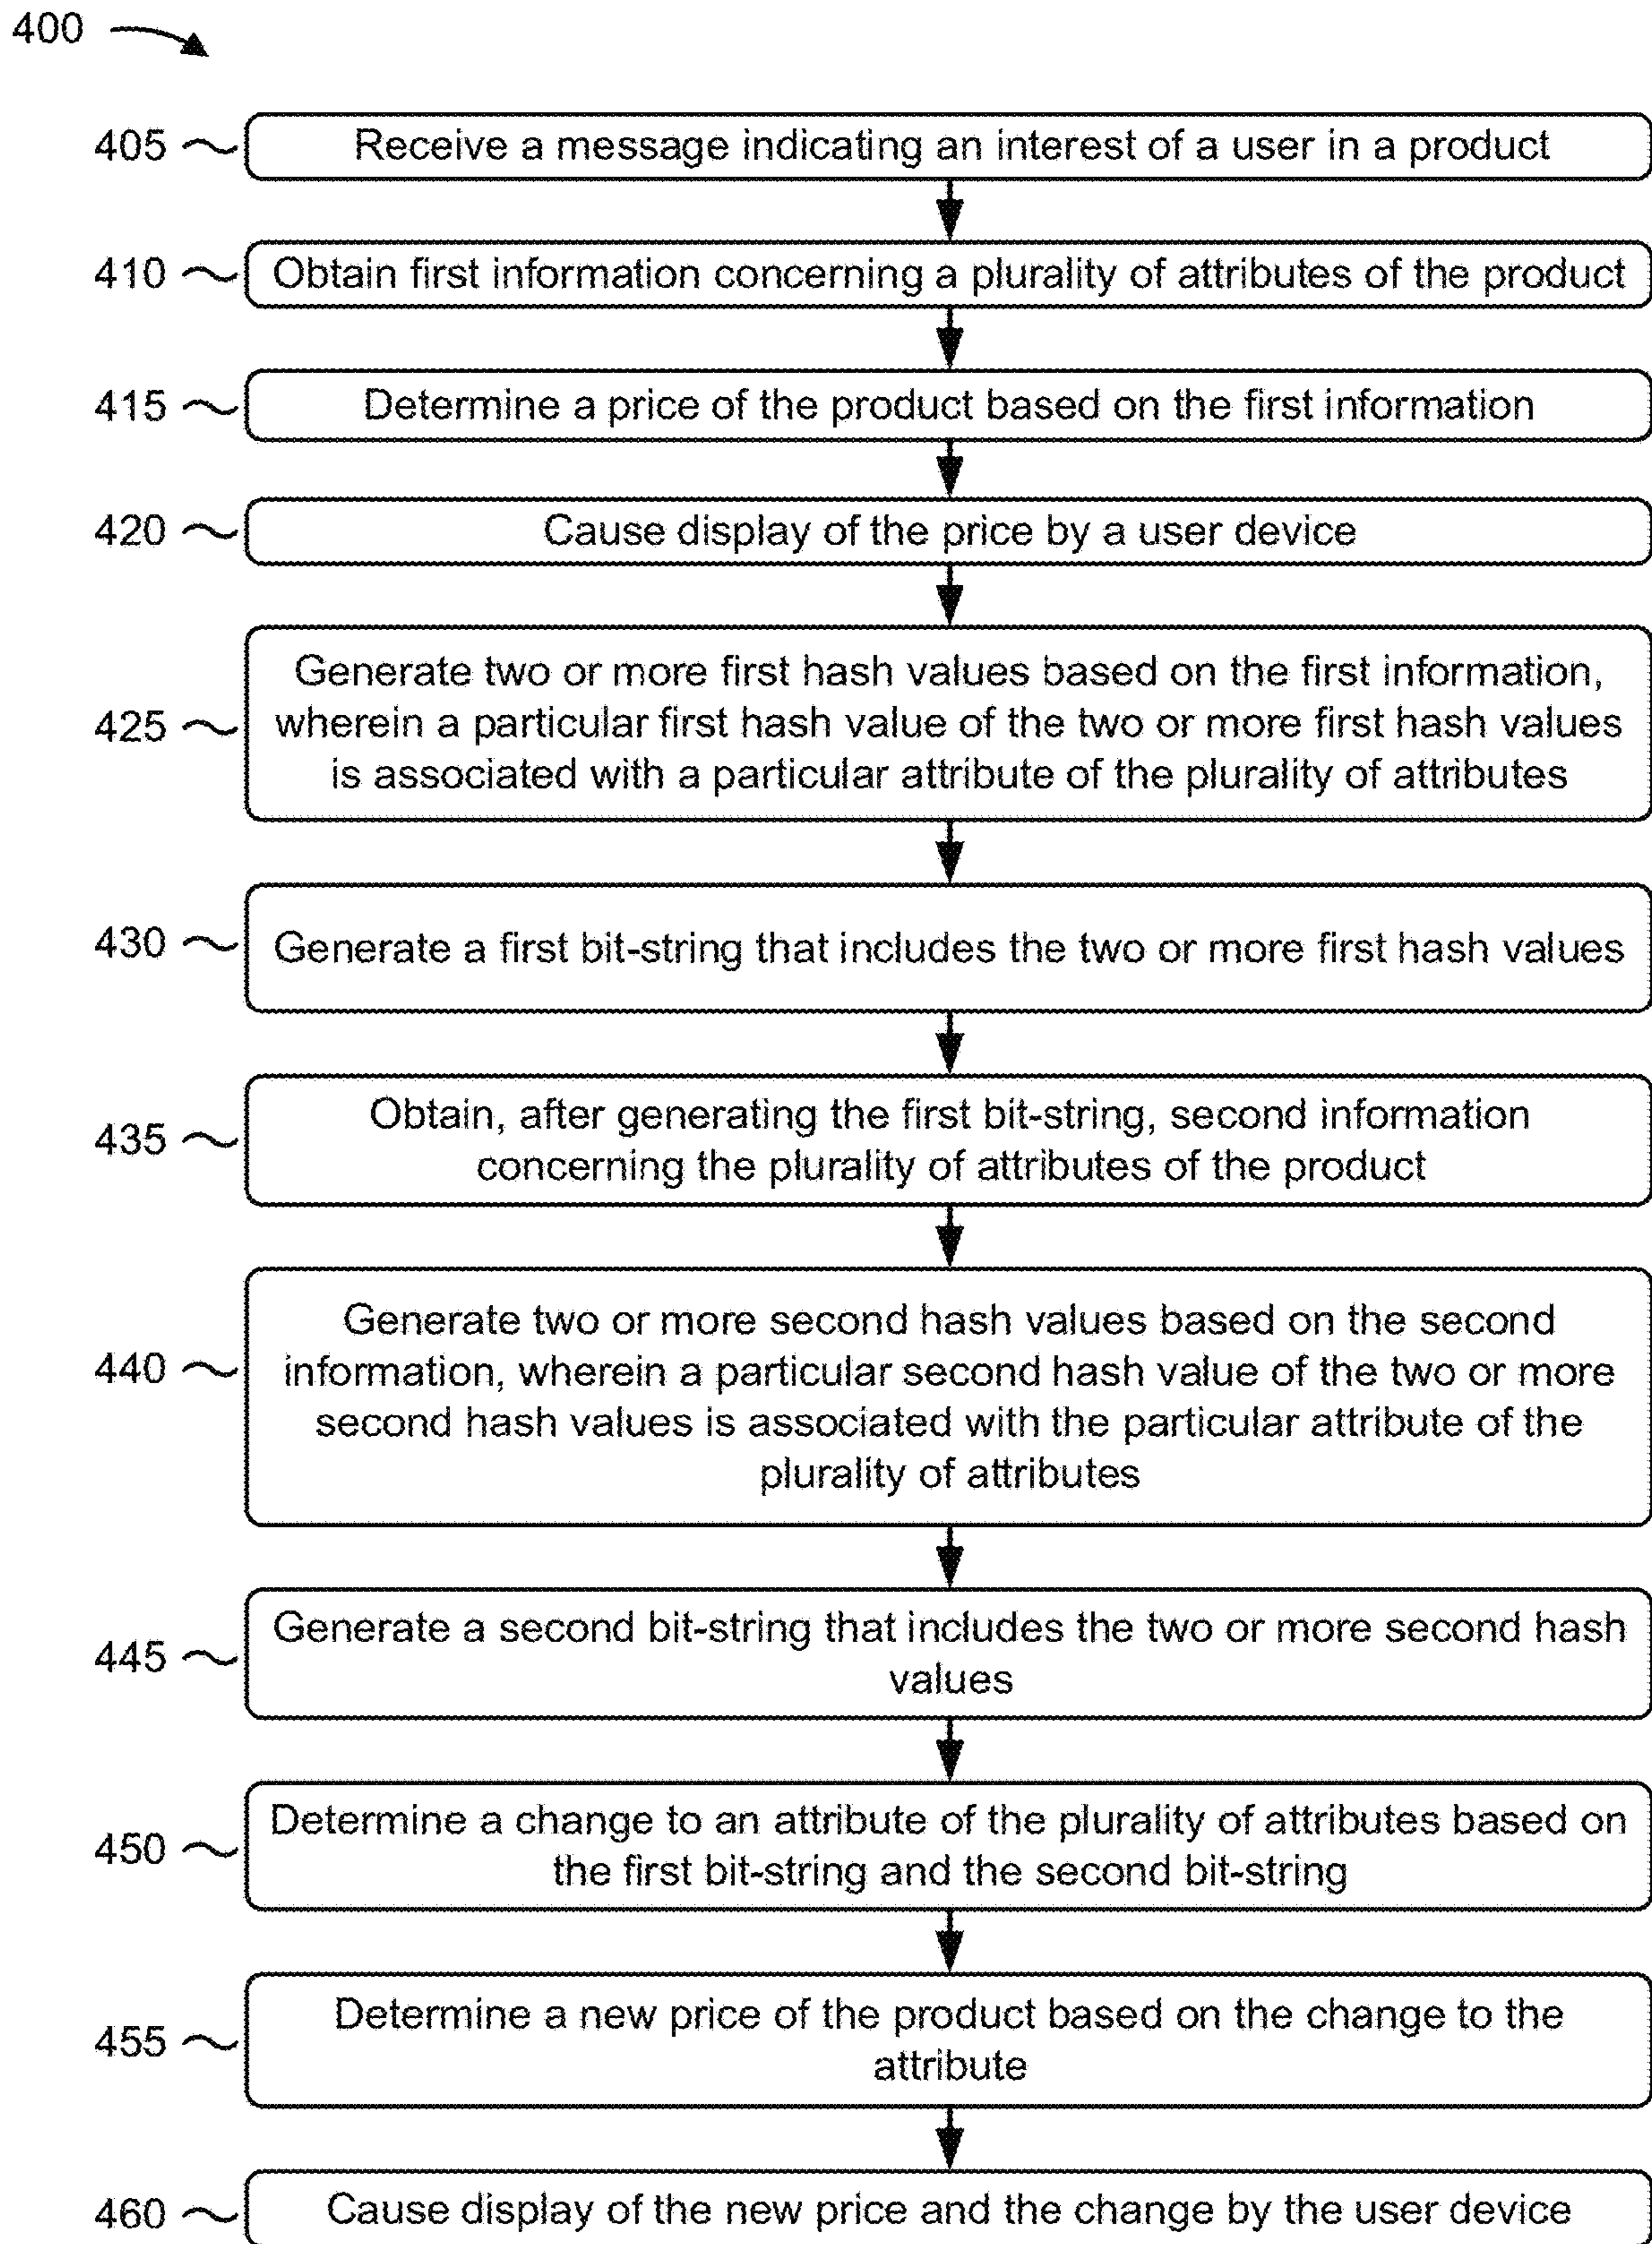 400
405
Receive a message indicating an interest of a user in a product
410
Obtain first information concerning a plurality of attributes of the product
415
Determine a price of the product based on the first information
420
Cause display of the price by a user device
425
Generate two or more first hash values based on the first information,
wherein a particular first hash value of the two or more first hash values
is associated with a particular attribute of the plurality of attributes
430
Generate a first bit-string that includes the two or more first hash values
435
Obtain, after generating the first bit-string, second information
concerning the plurality of attributes of the product
440
Generate two or more second hash values based on the second
information, wherein a particular second hash value of the two or more
second hash values is associated with the particular attribute of the
plurality of attributes
445
Generate a second bit-string that includes the two or more second hash
values
450
Determine a change to an attribute of the plurality of attributes based on
the first bit-string and the second bit-string
455
Determine a new price of the product based on the change to the
attribute
460
Cause display of the new price and the change by the user device